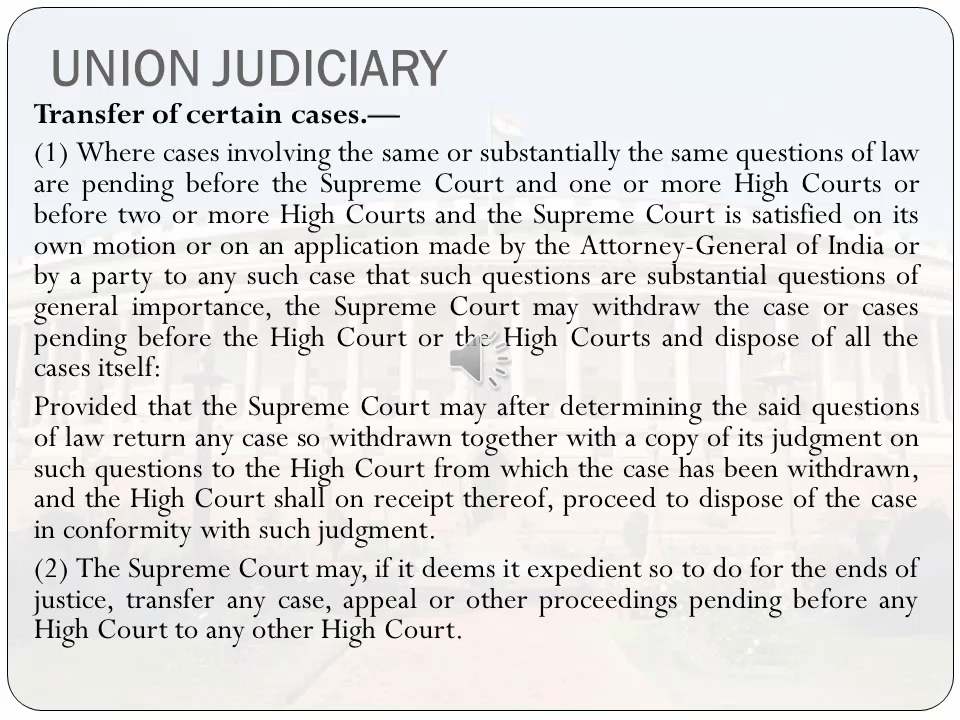 UNION JUDICIARY
Transfer of certain cases.—
(1) Where cases involving the same or substantially the same questions of law
are pending before the Supreme Court and one or more High Courts or
before two or more High Courts and the Supreme Court is satisfied on its
own motion or on an application made by the Attorney-General of India or
by a party to any such case that such questions are substantial questions of
general importance, the Supreme Court may withdraw the case or cases
pending before the High Court or the High Courts and dispose of all the
cases itself:
Provided that the Supreme Court may after determining the said questions
of law return any case so withdrawn together with a copy of its judgment on
such questions to the High Court from which the case has been withdrawn,
and the High Court shall on receipt thereof, proceed to dispose of the case
in conformity with such judgment.
(2) The Supreme Court may, if it deems it expedient so to do for the ends of
justice, transfer any case, appeal or other proceedings pending before any
High Court to any other High Court.